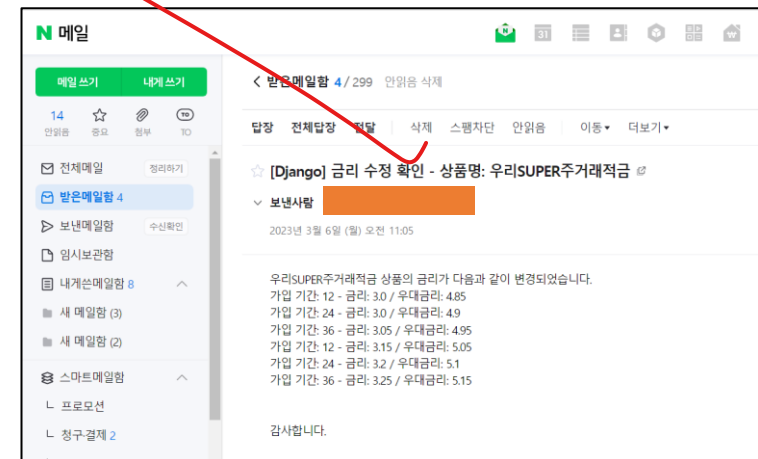 N 메일
메일쓰기 내게쓰기
14
안읽음 중요 첨부 TO
전체메일 정리하기
받은메일함 4
보낸메일함 수신확인
임시보관함
내게쓴메일함 8
새 메일함 (3)
새 메일함 (2)
스마트메일함
ㄴ 프로모션
ㄴ 청구·결제 2
31
< 받은메일함 4 / 299 안읽음 삭제
답장 전체답장 전달 삭제 스팸차단 안읽음 이동▾ 더보기▾
[Django] 금리 수정 확인 - 상품명: 우리SUPER주거래적금
보낸사람
2023년 3월 6일 (월) 오전 11:05
우리SUPER주거래적금 상품의 금리가 다음과 같이 변경되었습니다.
가입 기간: 12 - 금리: 3.0 / 우대금리: 4.85
가입 기간: 24 - 금리: 3.0 / 우대금리: 4.9
가입 기간: 36 - 금리: 3.05 / 우대금리: 4.95
가입 기간: 12 - 금리: 3.15 / 우대금리: 5.05
가입 기간: 24 - 금리: 3.2 / 우대금리: 5.1
가입 기간: 36 - 금리: 3.25 / 우대금리: 5.15
감사합니다.